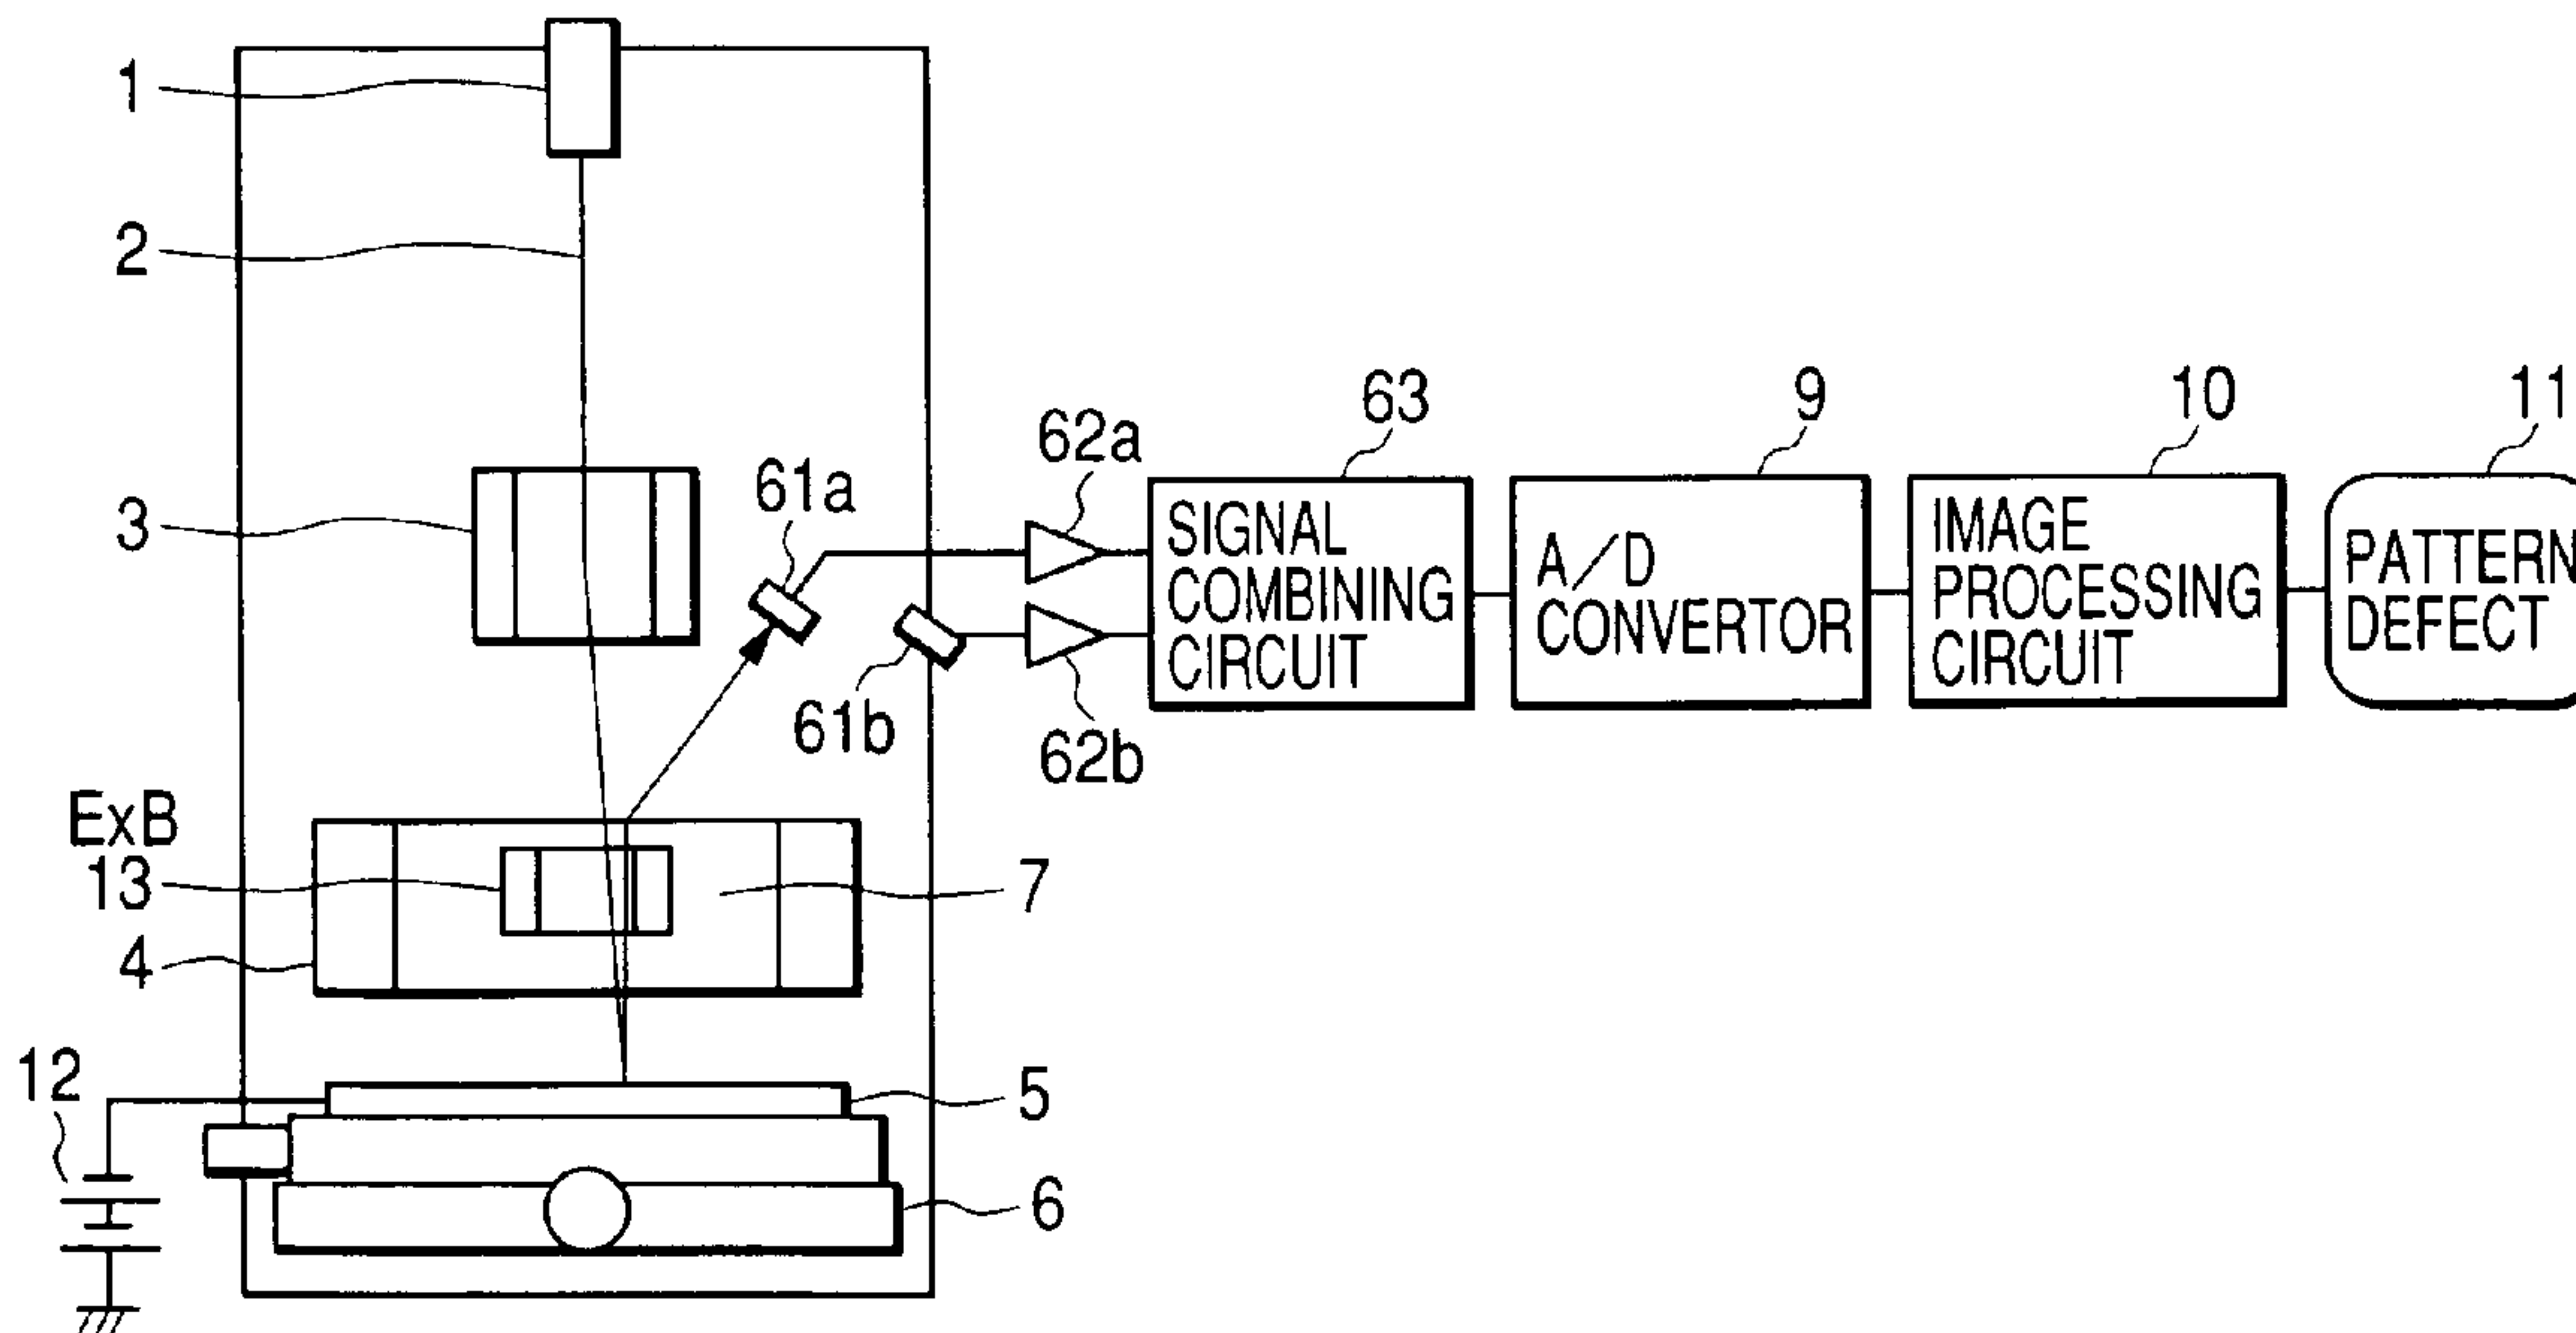 1
2
3
61a
61b
62a
62b
63
SIGNAL
COMBINING
CIRCUIT
9
A/D
CONVERTOR
10
IMAGE
PROCESSING
CIRCUIT
11
PATTERN
DEFECT
ExB
13
4
7
12
5
6